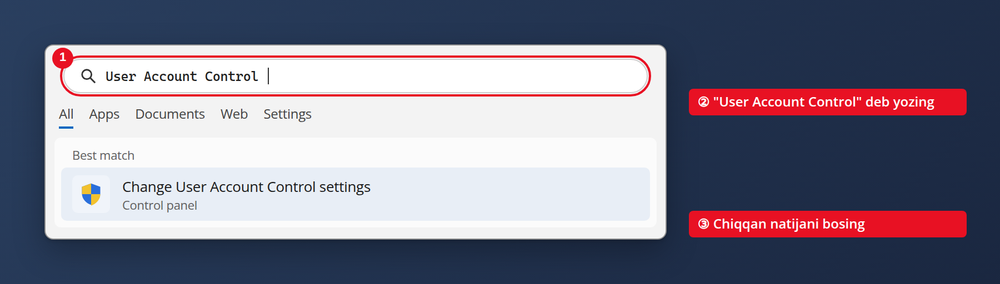 1
User Account Control
② "User Account Control" deb yozing
All Apps Documents Web Settings
Best match
Change User Account Control settings
Control panel
③ Chiqqan natijani bosing